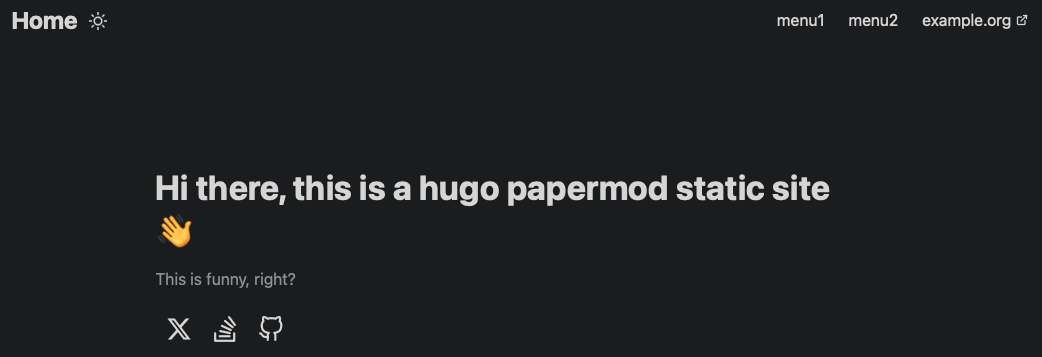 Home
menu1 menu2 example.org
Hi there, this is a hugo papermod static site
👋
This is funny, right?